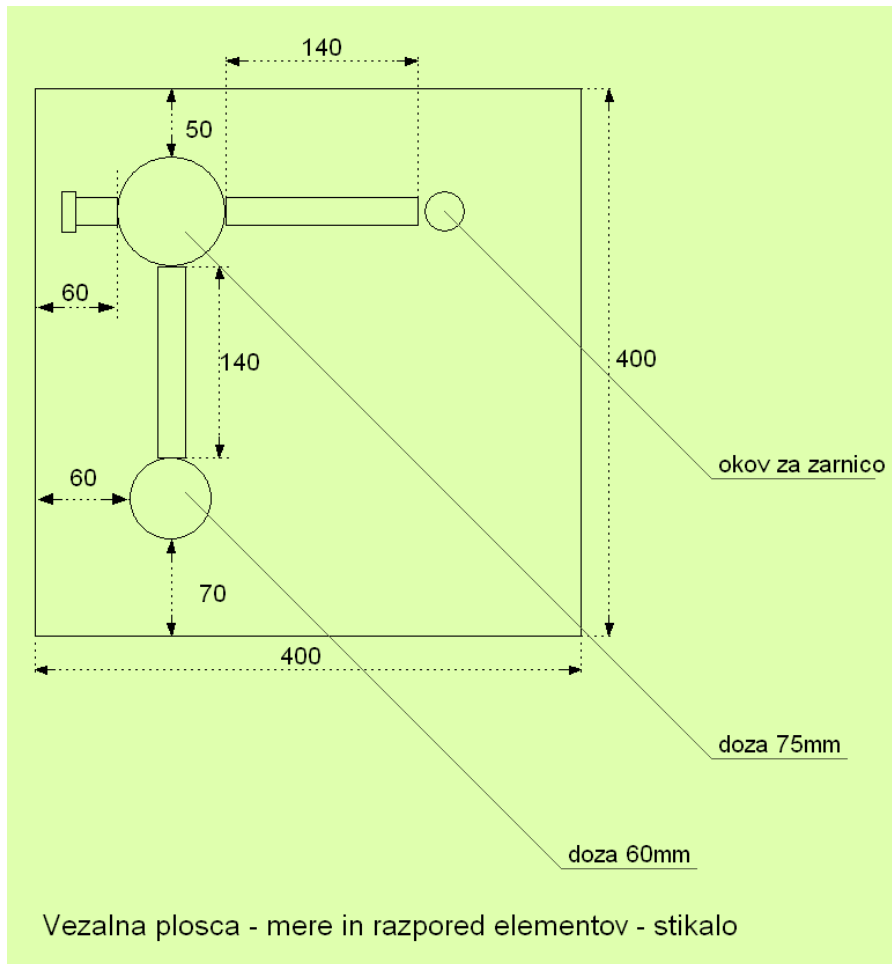 140
50
60
140
400
okov za zarnico
60
70
400
doza 75mm
doza 60mm
Vezalna plosca - mere in razpored elementov - stikalo